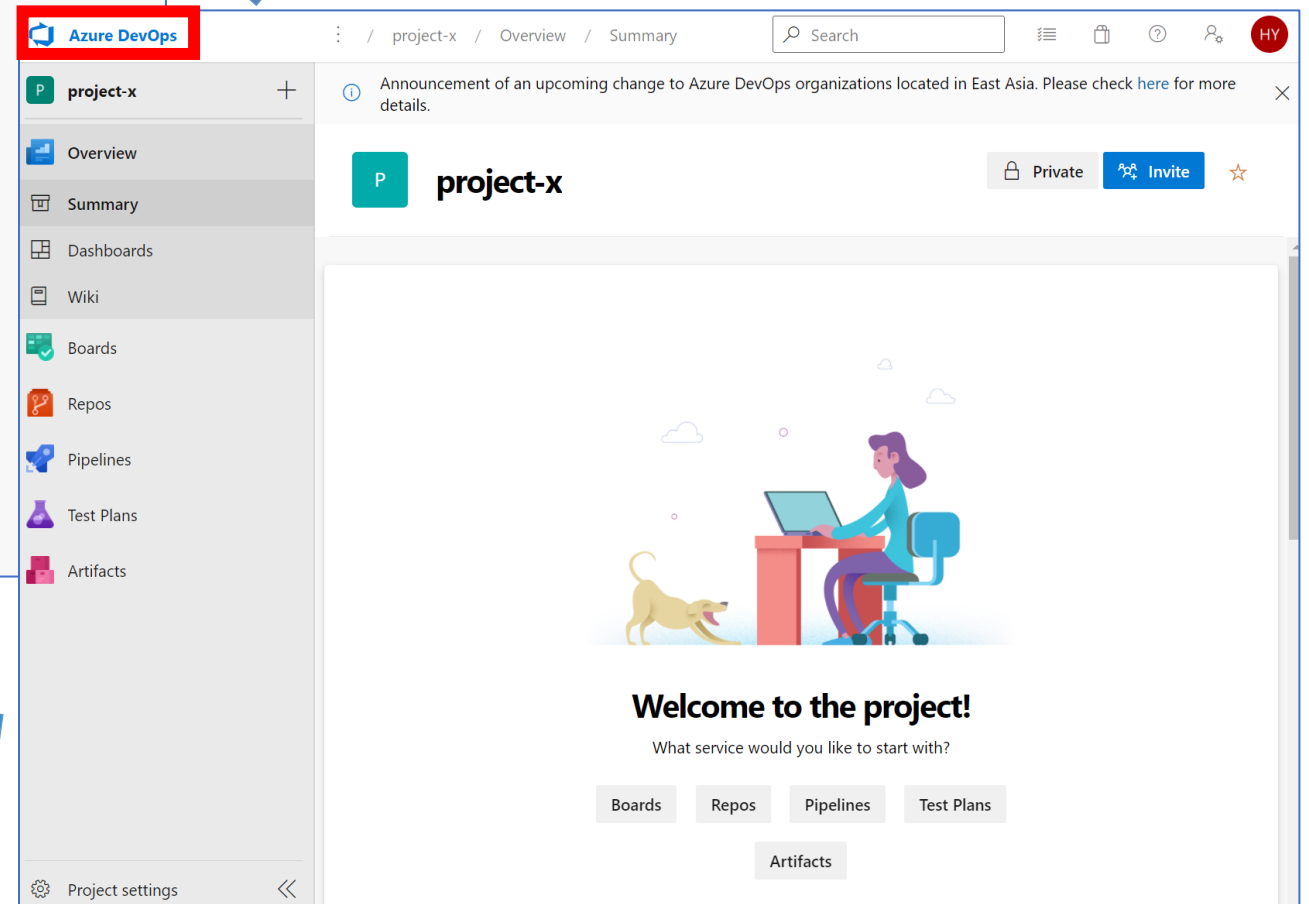 Azure DevOps
/ project-x / Overview / Summary
Search
HY
P project-x
Announcement of an upcoming change to Azure DevOps organizations located in East Asia. Please check here for more
details.
Overview
Summary
Dashboards
Wiki
Boards
Repos
Pipelines
Test Plans
Artifacts
Project settings
P project-x
Private
Invite
Welcome to the project!
What service would you like to start with?
Boards Repos Pipelines Test Plans
Artifacts